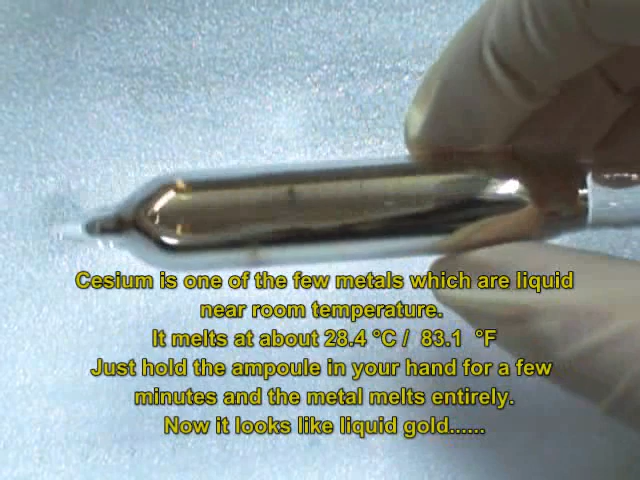 Cesium is one of the few metals which are liquid
near room temperature.
It melts at about 28.4 °C /  83.1  °F
Just hold the ampoule in your hand for a few
minutes and the metal melts entirely.
Now it looks like liquid gold......